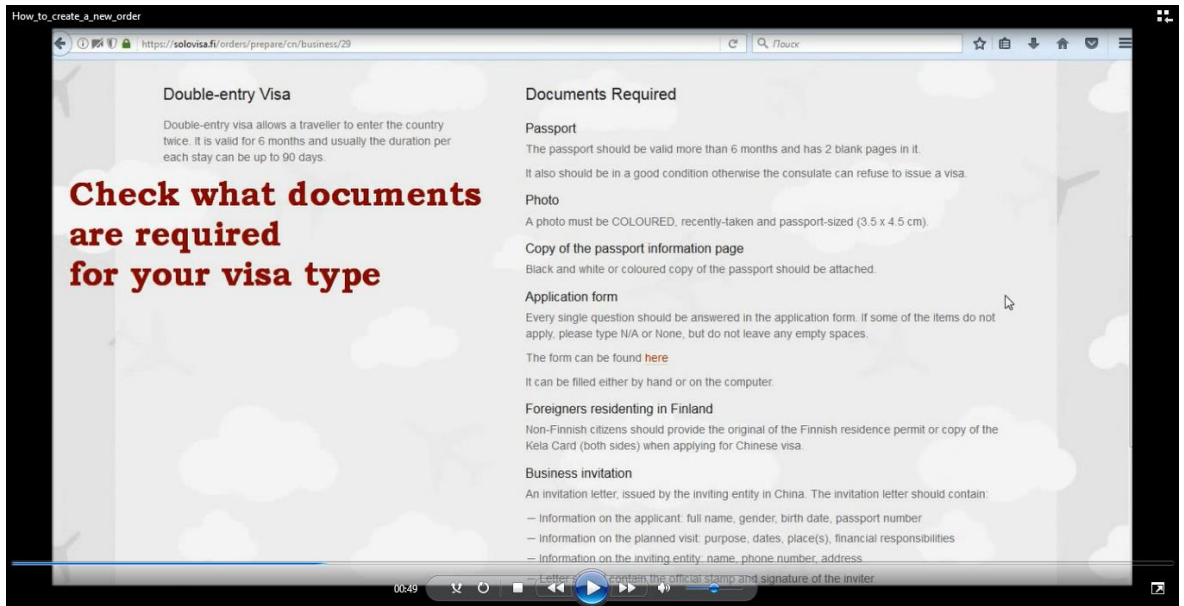 How_to_create_a_new_order
https://solovisa.fi/orders/prepare/cn/business/29
Поиск
Double-entry Visa
Double-entry visa allows a traveller to enter the country
twice. It is valid for 6 months and usually the duration per
each stay can be up to 90 days.
Check what documents
are required
for your visa type
Documents Required
Passport
The passport should be valid more than 6 months and has 2 blank pages in it.
It also should be in a good condition otherwise the consulate can refuse to issue a visa.
Photo
A photo must be COLOURED, recently-taken and passport-sized (3.5 x 4.5 cm).
Copy of the passport information page
Black and white or coloured copy of the passport should be attached.
Application form
Every single question should be answered in the application form. If some of the items do not
apply, please type N/A or None, but do not leave any empty spaces.
The form can be found here
It can be filled either by hand or on the computer.
Foreigners residenting in Finland
Non-Finnish citizens should provide the original of the Finnish residence permit or copy of the
Kela Card (both sides) when applying for Chinese visa.
Business invitation
An invitation letter, issued by the inviting entity in China. The invitation letter should contain:
— Information on the applicant: full name, gender, birth date, passport number
— Information on the planned visit: purpose, dates, place(s), financial responsibilities
— Information on the inviting entity: name, phone number, address
— Letter contain the official stamp and signature of the inviter
00:49